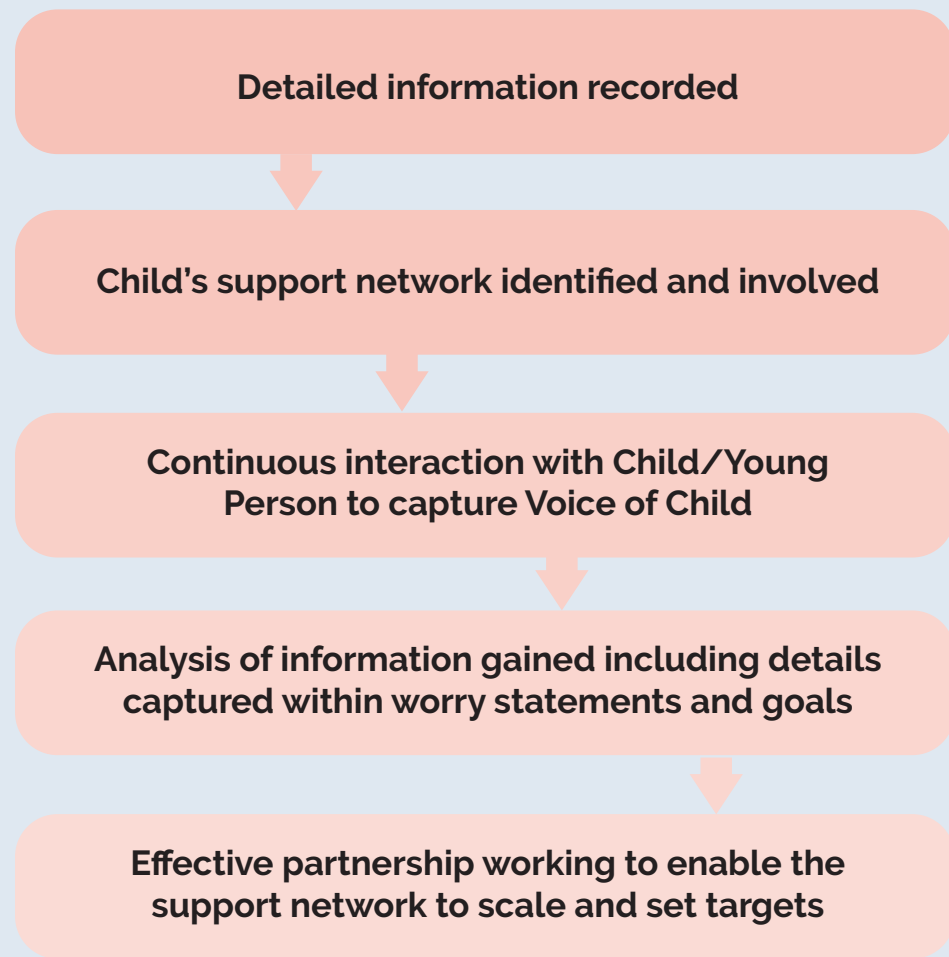 Detailed information recorded
Child’s support network identified and involved
Continuous interaction with Child/Young
Person to capture Voice of Child
Analysis of information gained including details
captured within worry statements and goals
Effective partnership working to enable the
support network to scale and set targets